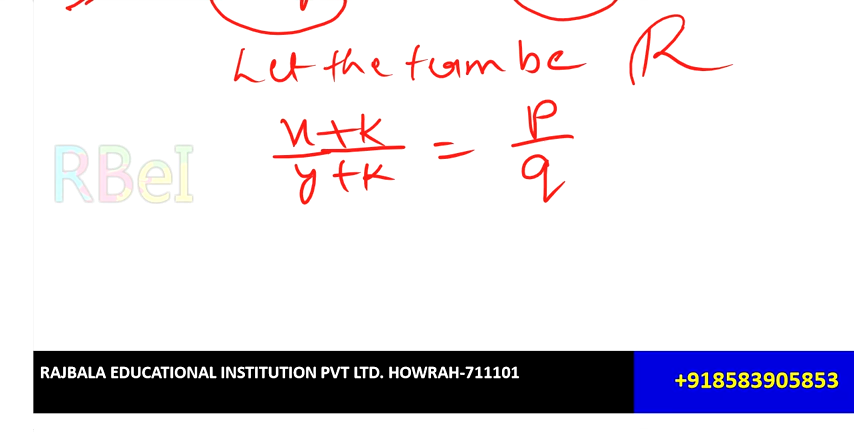 Let the term be R
x+k / y+k = p / q
RBeI
RAJBALA EDUCATIONAL INSTITUTION PVT LTD. HOWRAH-711101
+918583905853